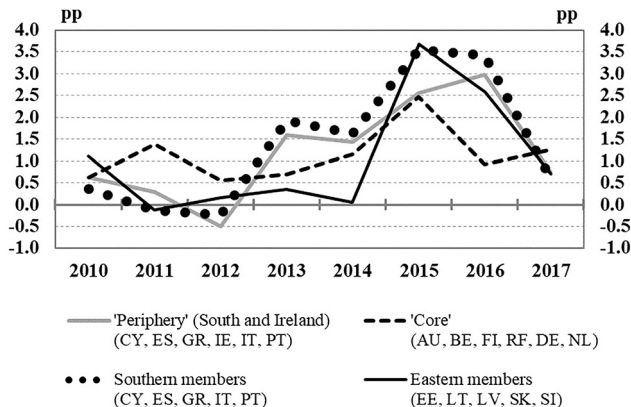 pp pp
4.0 4.0
3.5 3.5
3.0 3.0
2.5 2.5
2.0 2.0
1.5 1.5
1.0 1.0
0.5 0.5
0.0 0.0
-0.5 -0.5
-1.0 -1.0
2010 2011 2012 2013 2014 2015 2016 2017
'Periphery' (South and Ireland)
(CY, ES, GR, IE, IT, PT)
'Core'
(AU, BE, FI, RF, DE, NL)
Southern members
(CY, ES, GR, IT, PT)
Eastern members
(EE, LT, LV, SK, SI)